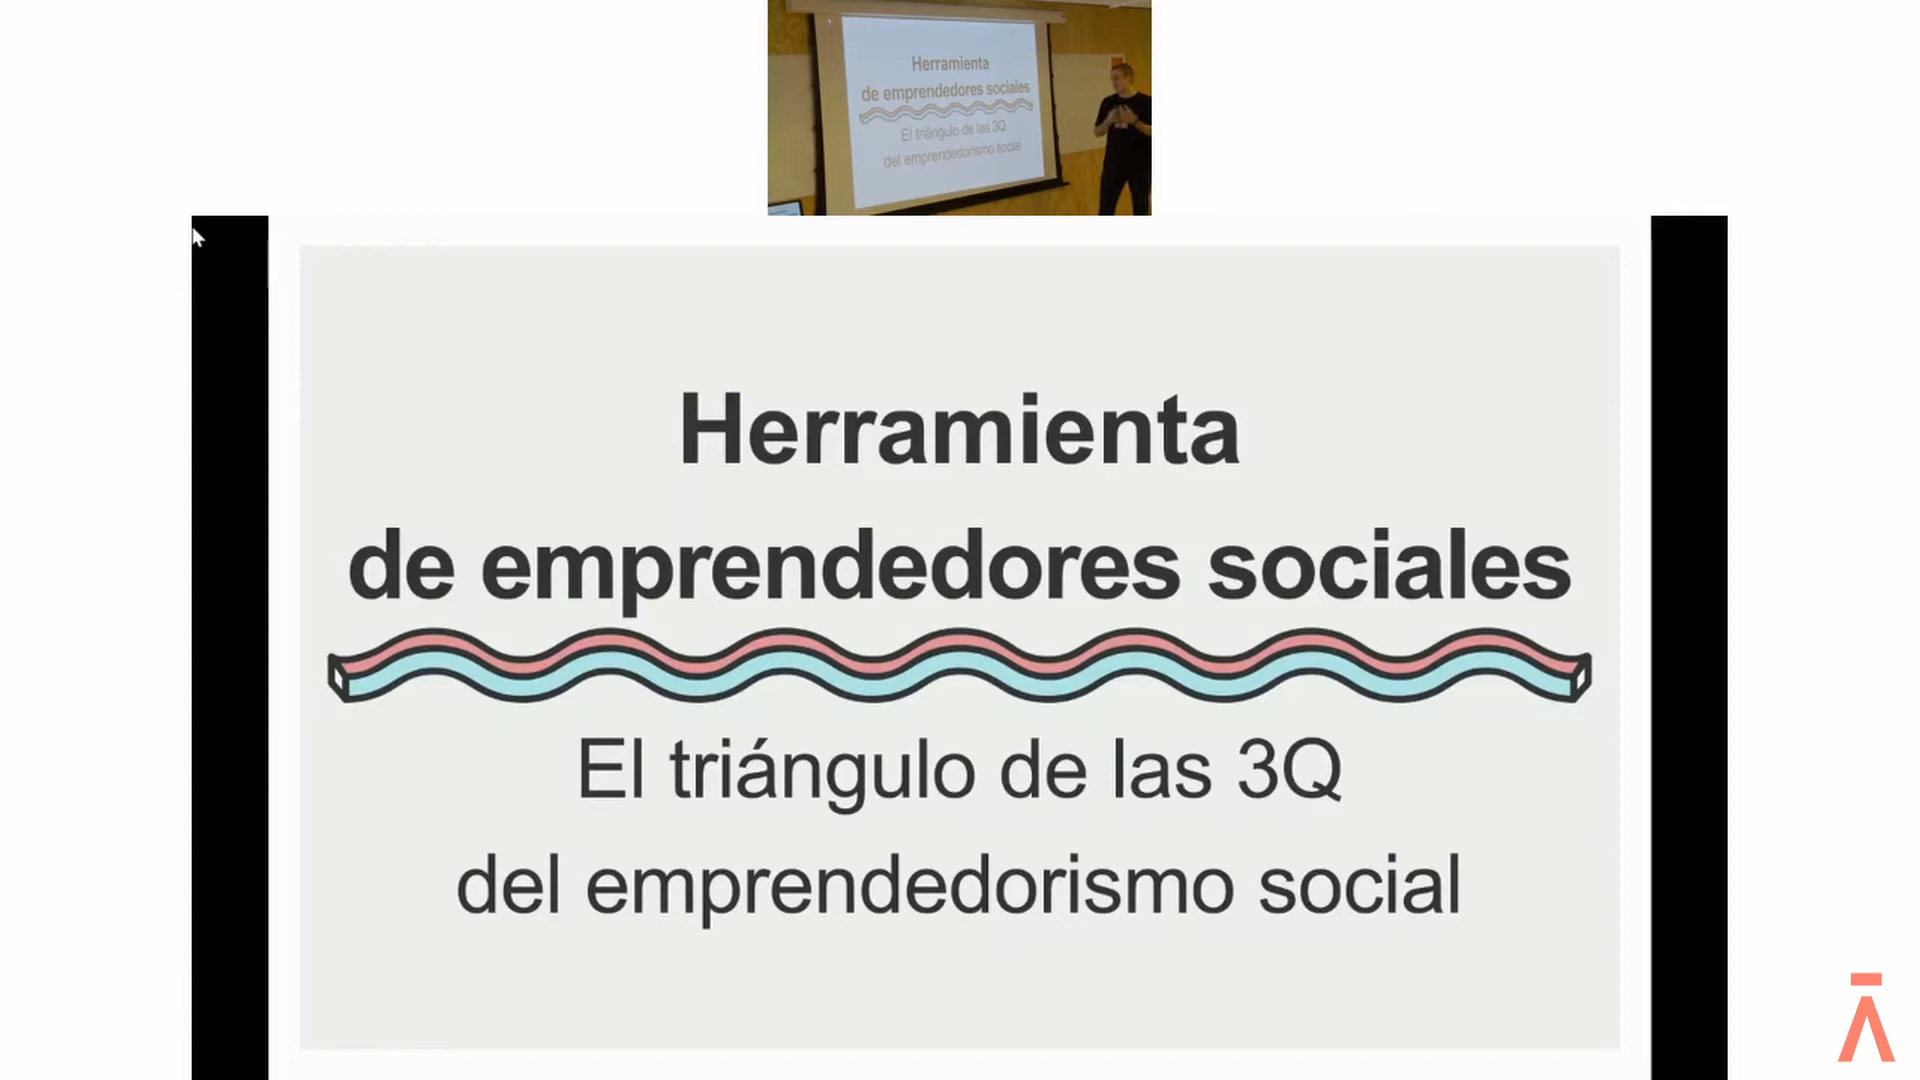 Herramienta
de emprendedores sociales
El triángulo de las 3Q
del emprendedorismo social
Herramienta
de emprendedores sociales
El triángulo de las 3Q
del emprendedorismo social
Ā